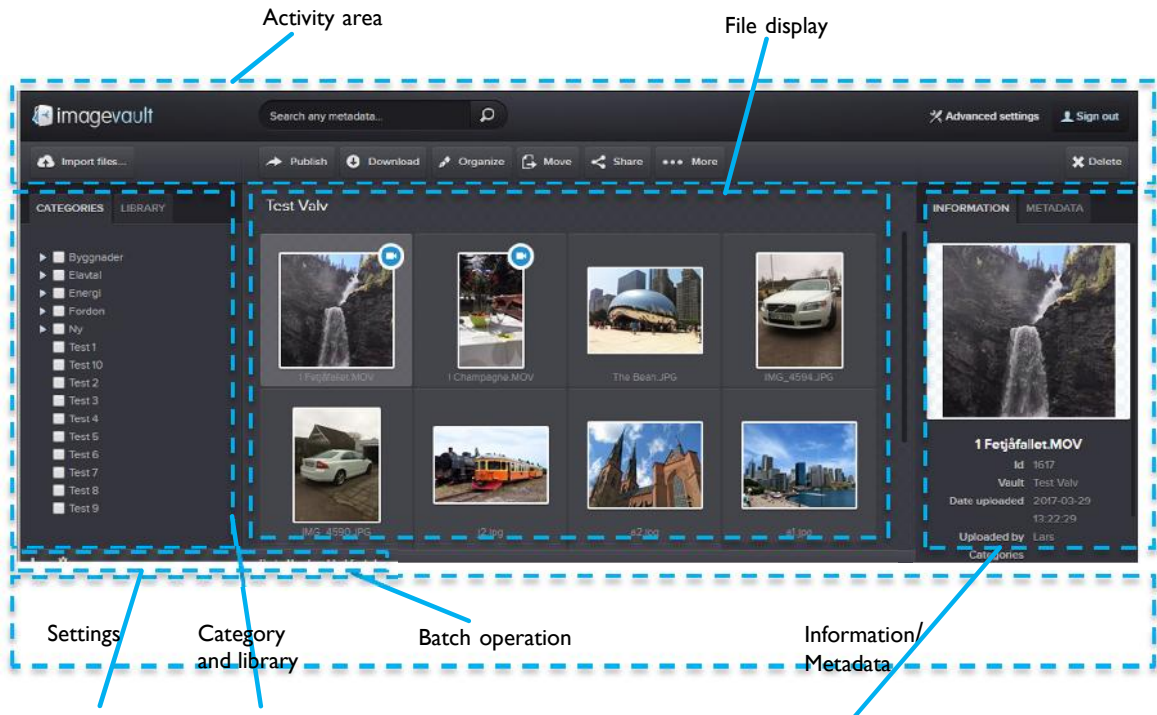 Activity area
File display
imagevault
Search any metadata...
Advanced settings
Sign out
Import files...
Publish
Download
Organize
Move
Share
More
Delete
CATEGORIES
LIBRARY
Test Valv
INFORMATION
METADATA
Byggnader
Elavtal
Energi
Fordon
Ny
Test 1
Test 10
Test 2
Test 3
Test 4
Test 5
Test 6
Test 7
Test 8
Test 9
1 Fetjåfallet.MOV
1 Champagne.MOV
The Bean.JPG
IMG_4594.JPG
IMG_4590.JPG
r2.jpg
a2.jpg
a1.jpg
1 Fetjåfallet.MOV
Id 1617
Vault Test Valv
Date uploaded 2017-03-29
13:22:29
Uploaded by Lars
Categories
Settings
Category
and library
Batch operation
Information/
Metadata